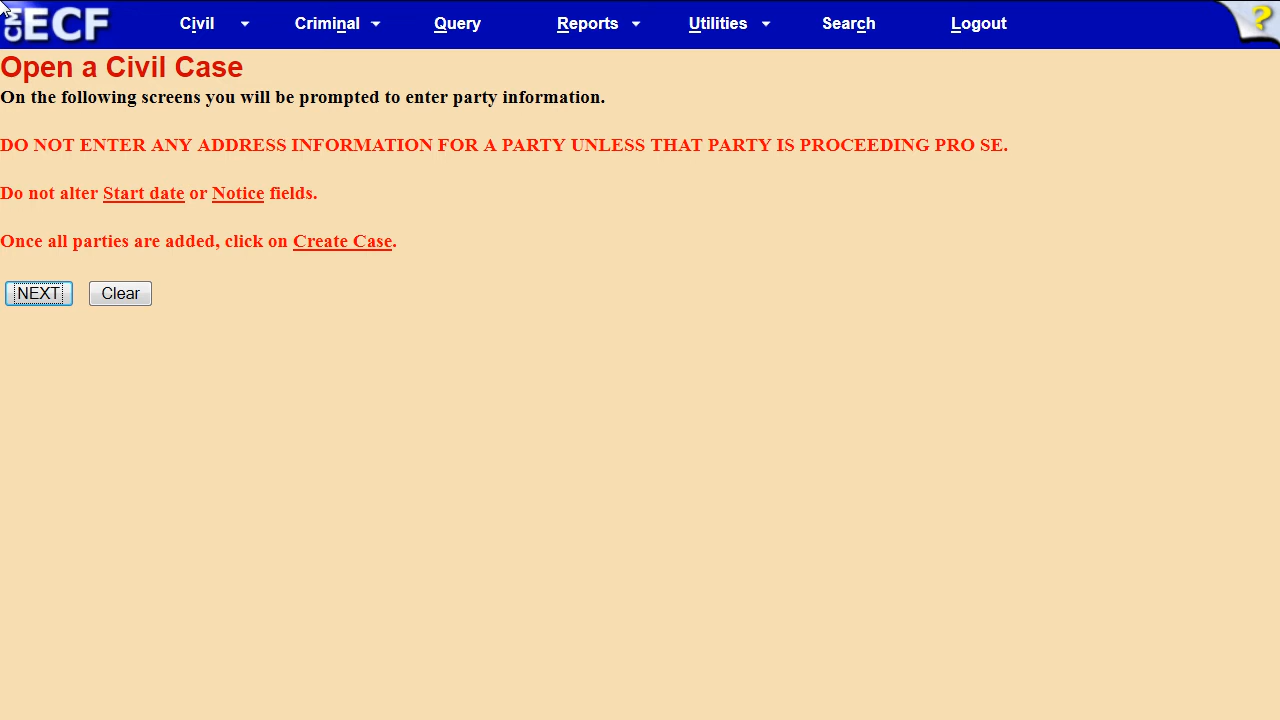 CM ECF Civil Criminal Query Reports Utilities Search Logout ?
Open a Civil Case
On the following screens you will be prompted to enter party information.
DO NOT ENTER ANY ADDRESS INFORMATION FOR A PARTY UNLESS THAT PARTY IS PROCEEDING PRO SE.
Do not alter Start date or Notice fields.
Once all parties are added, click on Create Case.
NEXT Clear